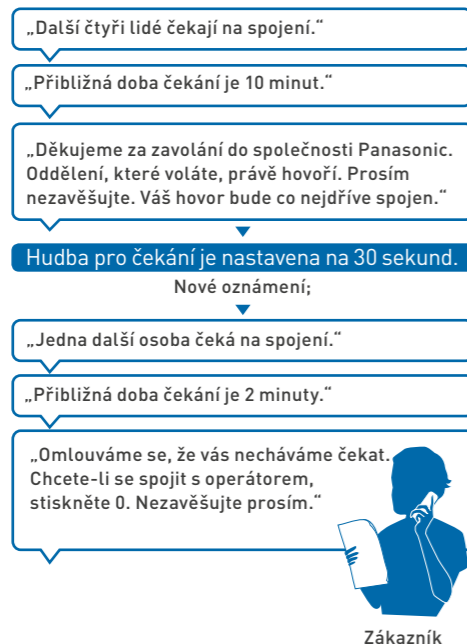 „Další čtyři lidé čekají na spojení.“
„Přibližná doba čekání je 10 minut.“
„Děkujeme za zavolání do společnosti Panasonic.
Oddělení, které voláte, právě hovoří. Prosím
nezavěšujte. Váš hovor bude co nejdříve spojen.“
Hudba pro čekání je nastavena na 30 sekund.
Nové oznámení;
„Jedna další osoba čeká na spojení.“
„Přibližná doba čekání je 2 minuty.“
„Omlouváme se, že vás necháváme čekat.
Chcete-li se spojit s operátorem,
stiskněte 0. Nezavěšujte prosím.“
Zákazník